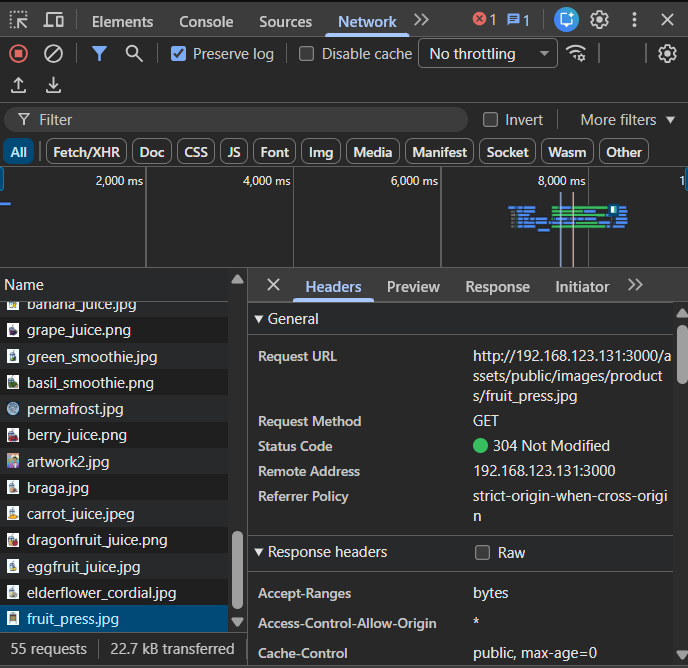 Elements Console Sources Network 1 1
Preserve log Disable cache No throttling
Filter Invert More filters
All Fetch/XHR Doc CSS JS Font Img Media Manifest Socket Wasm Other
2,000 ms 4,000 ms 6,000 ms 8,000 ms 1
Name
banana_juice.jpg
grape_juice.png
green_smoothie.jpg
basil_smoothie.png
permafrost.jpg
berry_juice.png
artwork2.jpg
braga.jpg
carrot_juice.jpeg
dragonfruit_juice.png
eggfruit_juice.jpg
elderflower_cordial.jpg
fruit_press.jpg
55 requests 22.7 kB transferred
Headers Preview Response Initiator
General
Request URL http://192.168.123.131:3000/a
ssets/public/images/product
s/fruit_press.jpg
Request Method GET
Status Code 304 Not Modified
Remote Address 192.168.123.131:3000
Referrer Policy strict-origin-when-cross-origi
n
Response headers Raw
Accept-Ranges bytes
Access-Control-Allow-Origin *
Cache-Control public, max-age=0